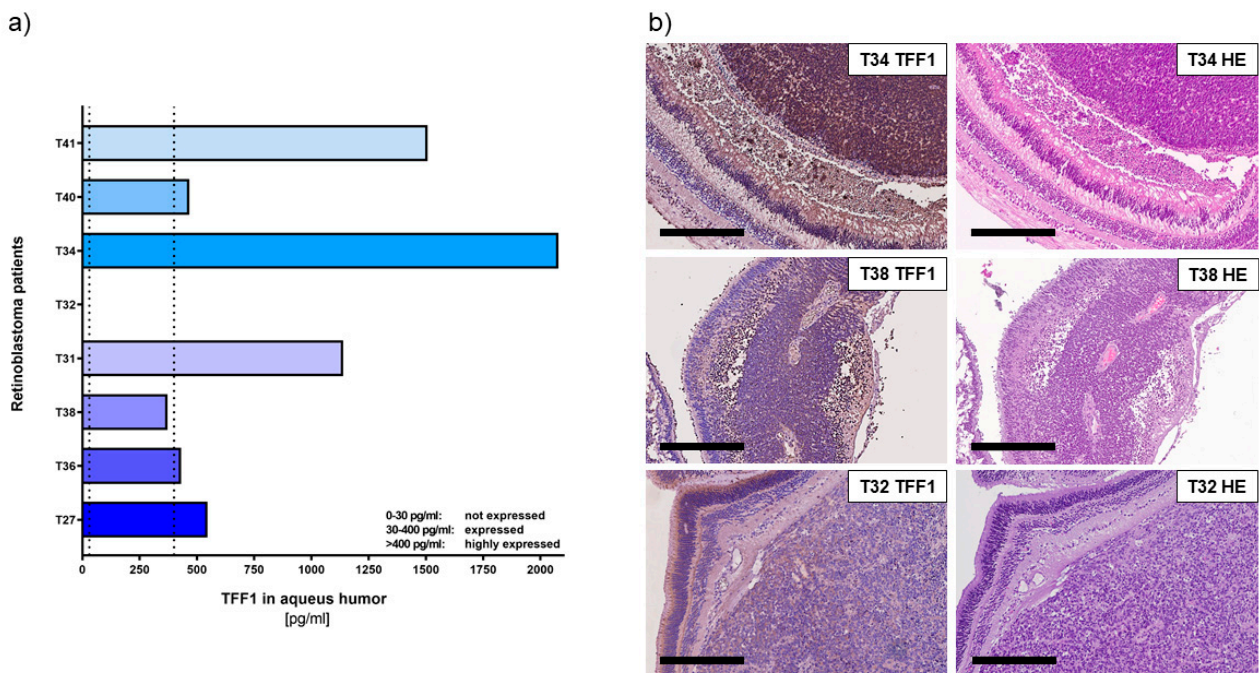 a)
T41
T40
T34
T32
T31
T38
T36
T27
Retinoblastoma patients
0-30 pg/ml: not expressed
30-400 pg/ml: expressed
>400 pg/ml: highly expressed
0 250 500 750 1000 1250 1500 1750 2000
TFF1 in aqueus humor
[pg/ml]
b)
T34 TFF1
T34 HE
T38 TFF1
T38 HE
T32 TFF1
T32 HE